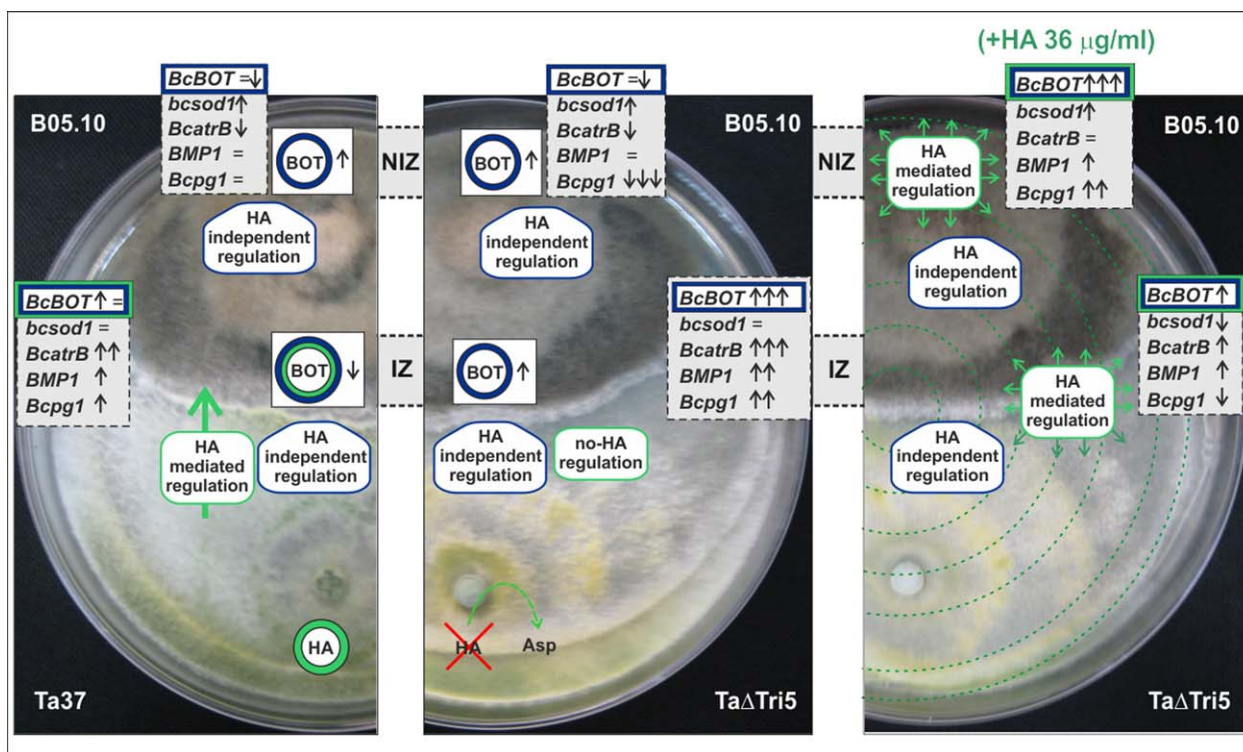 (+HA 36 μg/ml)
B05.10
BcBOT =↓
bcsod1↑
BcatrB↓
BMP1 =
Bcpg1 =
BOT ↑
HA
independent
regulation
BcBOT↑=
bcsod1 =
BcatrB↑↑
BMP1 ↑
Bcpg1 ↑
BOT ↓
HA
mediated
regulation
HA
independent
regulation
HA
Ta37
NIZ
IZ
BcBOT =↓
bcsod1↑
BcatrB↓
BMP1 =
Bcpg1 ↓↓↓
B05.10
BOT ↑
HA
independent
regulation
BcBOT ↑↑↑
bcsod1 =
BcatrB ↑↑↑
BMP1 ↑↑
Bcpg1 ↑↑
BOT ↑
HA
independent
regulation
no-HA
regulation
HA
Asp
TaΔTri5
NIZ
IZ
BcBOT↑↑↑
bcsod1↑
BcatrB =
BMP1 ↑
Bcpg1↑↑
B05.10
HA
mediated
regulation
HA
independent
regulation
BcBOT↑
bcsod1↓
BcatrB↑
BMP1 ↑
Bcpg1 ↓
HA
mediated
regulation
HA
independent
regulation
TaΔTri5